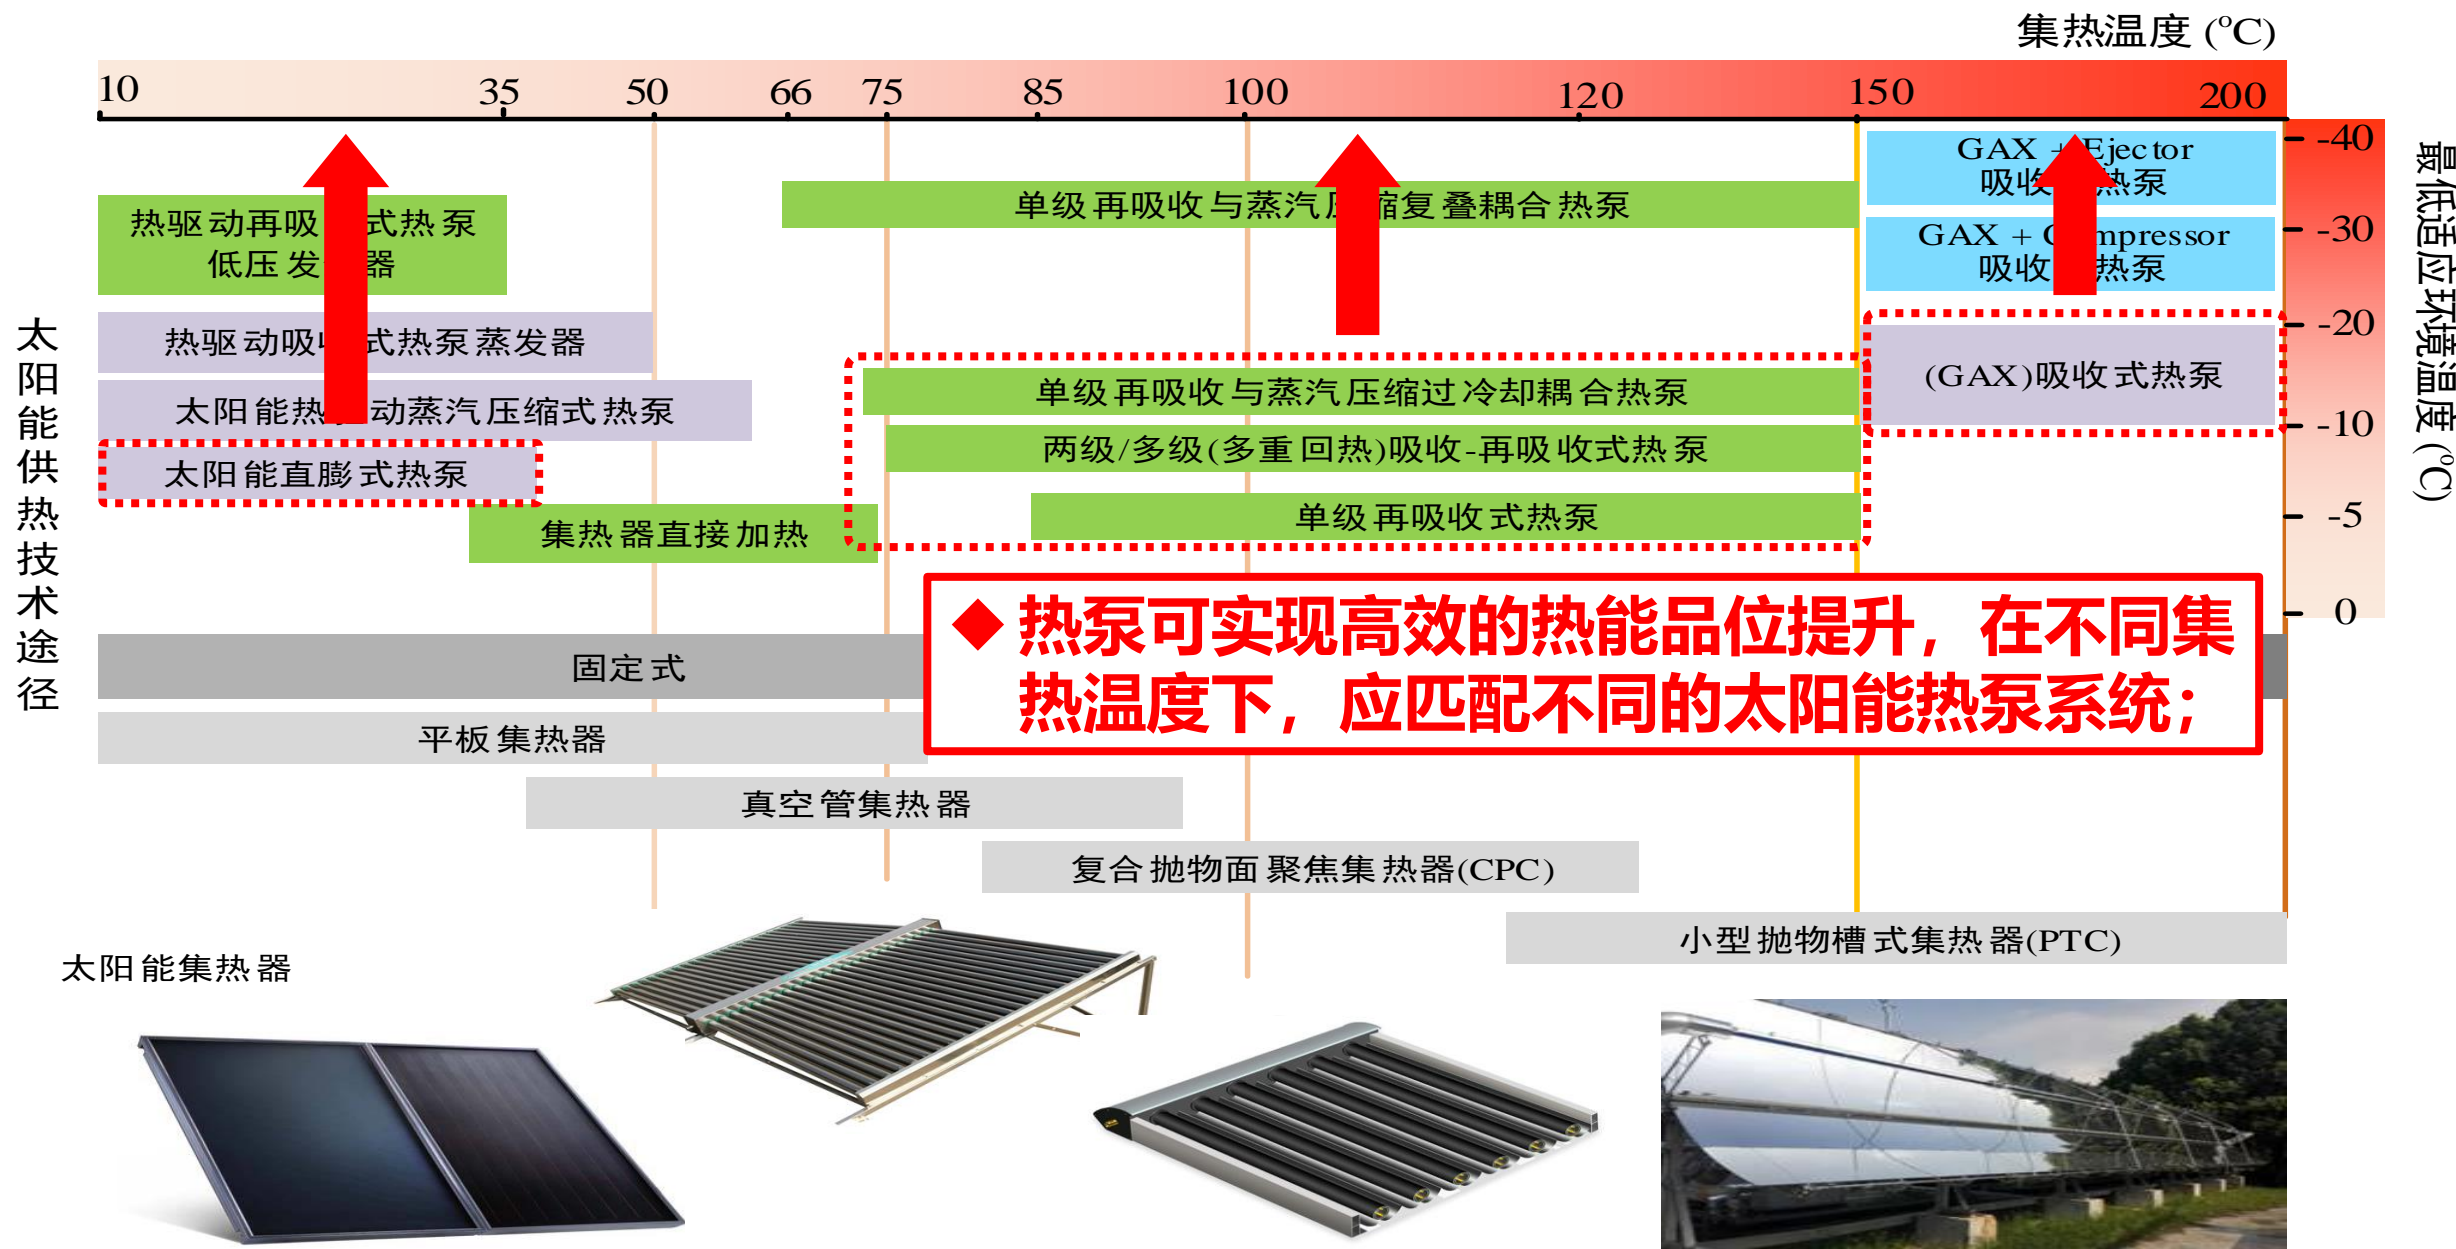 集热温度 (°C)
10 35 50 66 75 85 100 120 150 200
最低适应环境温度 (°C)
-40
-30
-20
-10
-5
0
太阳能供热技术途径
GAX + Ejector
吸收 热泵
GAX + C mpressor
吸收 热泵
单级再吸收与蒸汽压缩复叠耦合热泵
热驱动再吸 式热泵
低压发 器
热驱动吸收式热泵蒸发器
(GAX)吸收式热泵
单级再吸收与蒸汽压缩过冷却耦合热泵
太阳能热 动蒸汽压缩式热泵
两级/多级(多重回热)吸收-再吸收式热泵
太阳能直膨式热泵
单级再吸收式热泵
集热器直接加热
◆ 热泵可实现高效的热能品位提升，在不同集
热温度下，应匹配不同的太阳能热泵系统；
固定式
平板集热器
真空管集热器
复合抛物面聚焦集热器(CPC)
小型抛物槽式集热器(PTC)
太阳能集热器